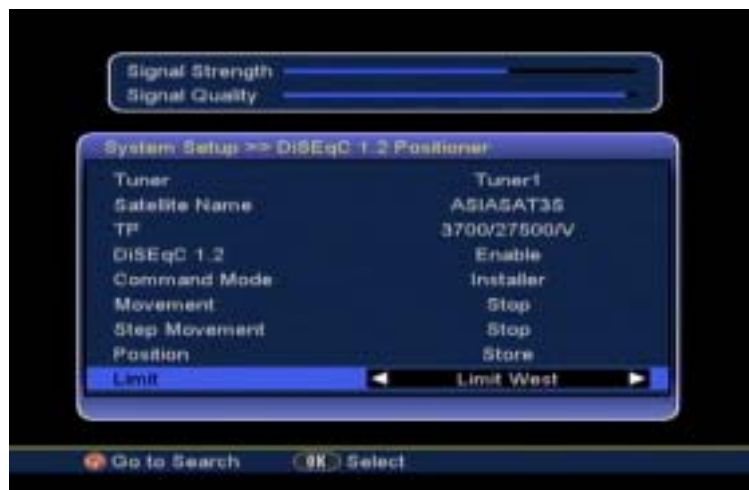 Signal Strength
Signal Quality
System Setup >> DiSEqC 1.2 Positioner
Tuner Tuner1
Satellite Name ASIASAT3S
TP 3700/27500/V
DiSEqC 1.2 Enable
Command Mode Installer
Movement Stop
Step Movement Stop
Position Store
Limit Limit West
Go to Search OK Select